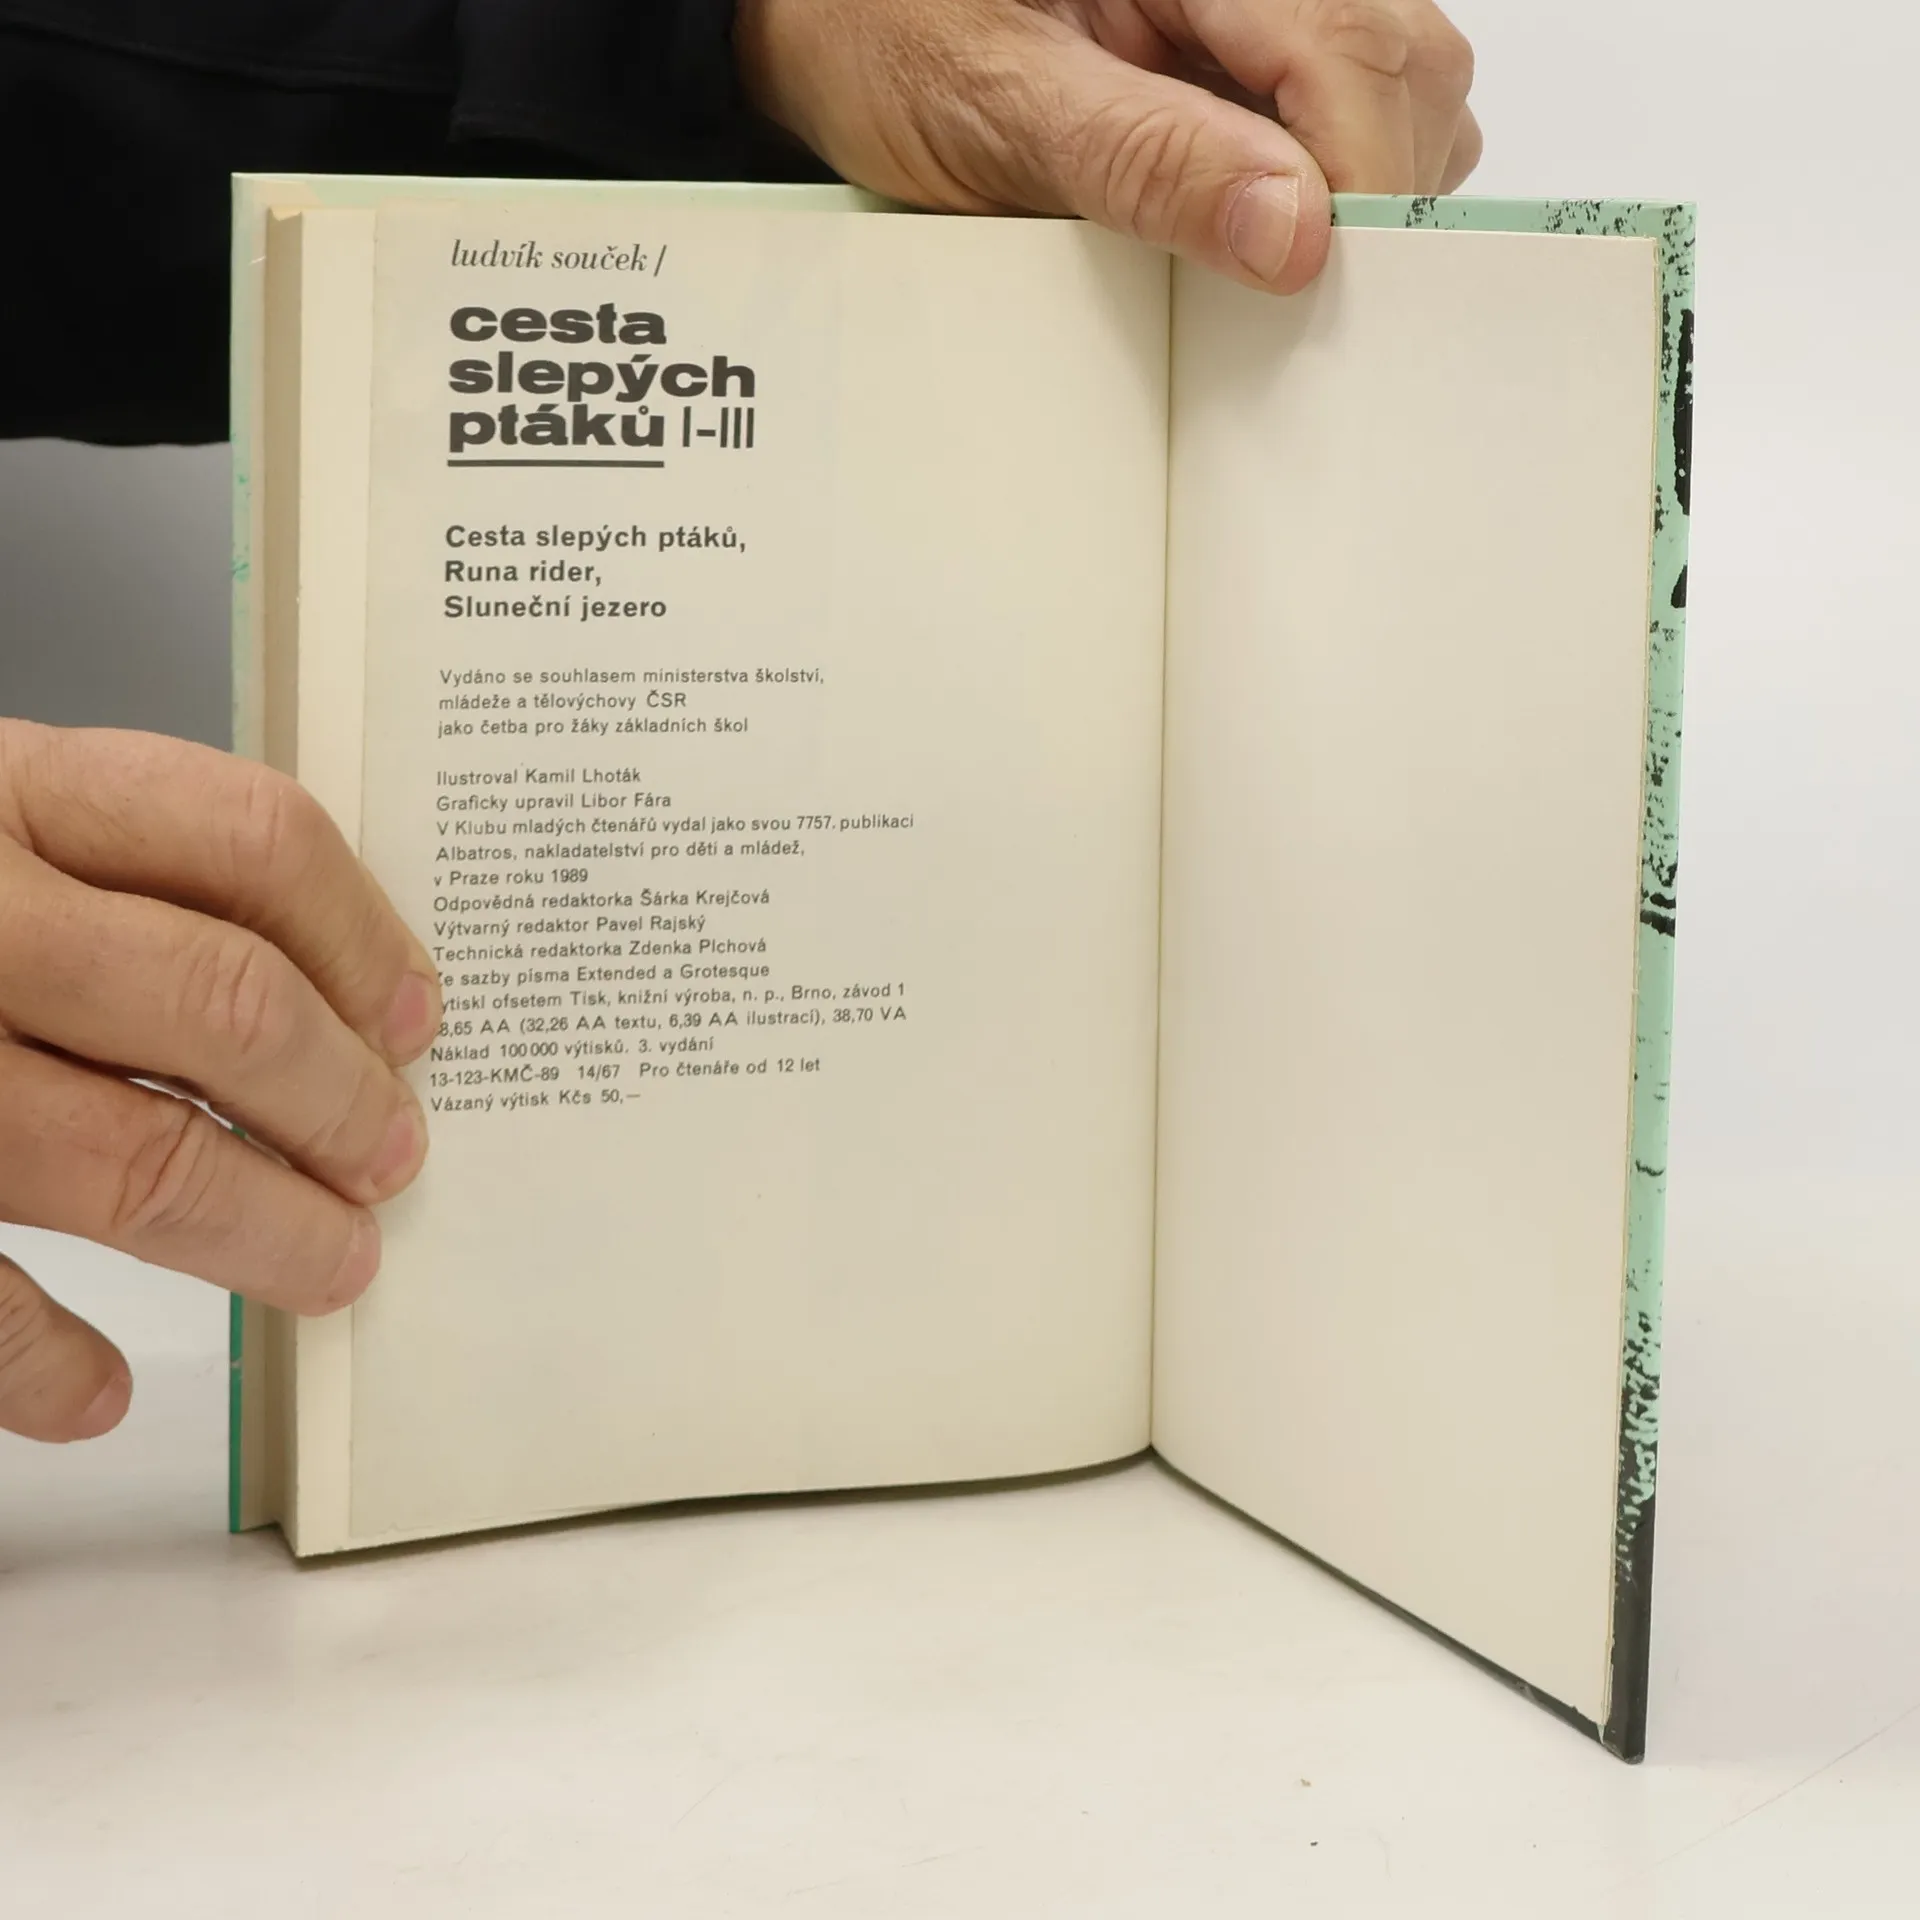 ludvík souček /
cesta
slepých
ptáků I-III
Cesta slepých ptáků,
Runa rider,
Sluneční jezero
Vydáno se souhlasem ministerstva školství,
mládeže a tělovýchovy ČSR
jako četba pro žáky základních škol
Ilustroval Kamil Lhoták
Graficky upravil Libor Fára
V Klubu mladých čtenářů vydal jako svou 7757. publikaci
Albatros, nakladatelství pro děti a mládež,
v Praze roku 1989
Odpovědná redaktorka Šárka Krejčová
Výtvarný redaktor Pavel Rajský
Technická redaktorka Zdenka Plchová
sazby písma Extended a Grotesque
ofsetem Tisk, knižní výroba, n. p., Brno, závod 1
AA (32,26 AA textu, 6,39 AA ilustrací), 38,70 VA
Náklad 100 000 výtisků. 3. vydání
13-123-KMČ-89 14/67 Pro čtenáře od 12 let
Vázaný výtisk Kčs 50,—